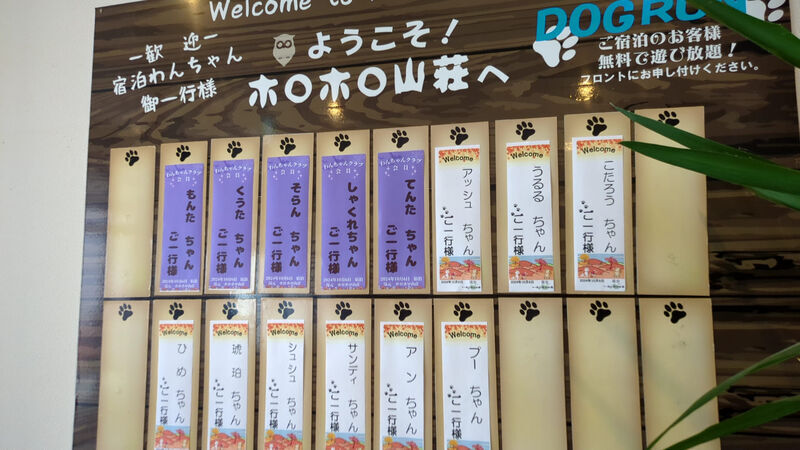 Welcome to
DOG RUN
ー歓 迎ー
宿泊わんちゃん
御一行様
ようこそ!
ホロホロ山荘へ
ご宿泊のお客様
無料で遊び放題!
フロントにお申し付けください。
わんちゃんクラブ
会員
もんた ちゃん
ご一行様
わんちゃんクラブ
会員
くうた ちゃん
ご一行様
わんちゃんクラブ
会員
そらん ちゃん
ご一行様
わんちゃんクラブ
会員
しゃくれちゃん
ご一行様
わんちゃんクラブ
会員
てんた ちゃん
ご一行様
Welcome
アッシュ ちゃん
ご一行様
Welcome
うるる ちゃん
ご一行様
Welcome
こたろう ちゃん
ご一行様
Welcome
ひめ ちゃん
ご一行様
Welcome
琥珀 ちゃん
ご一行様
Welcome
シュシュ ちゃん
ご一行様
Welcome
サンディ ちゃん
ご一行様
Welcome
アン ちゃん
ご一行様
Welcome
プー ちゃん
ご一行様